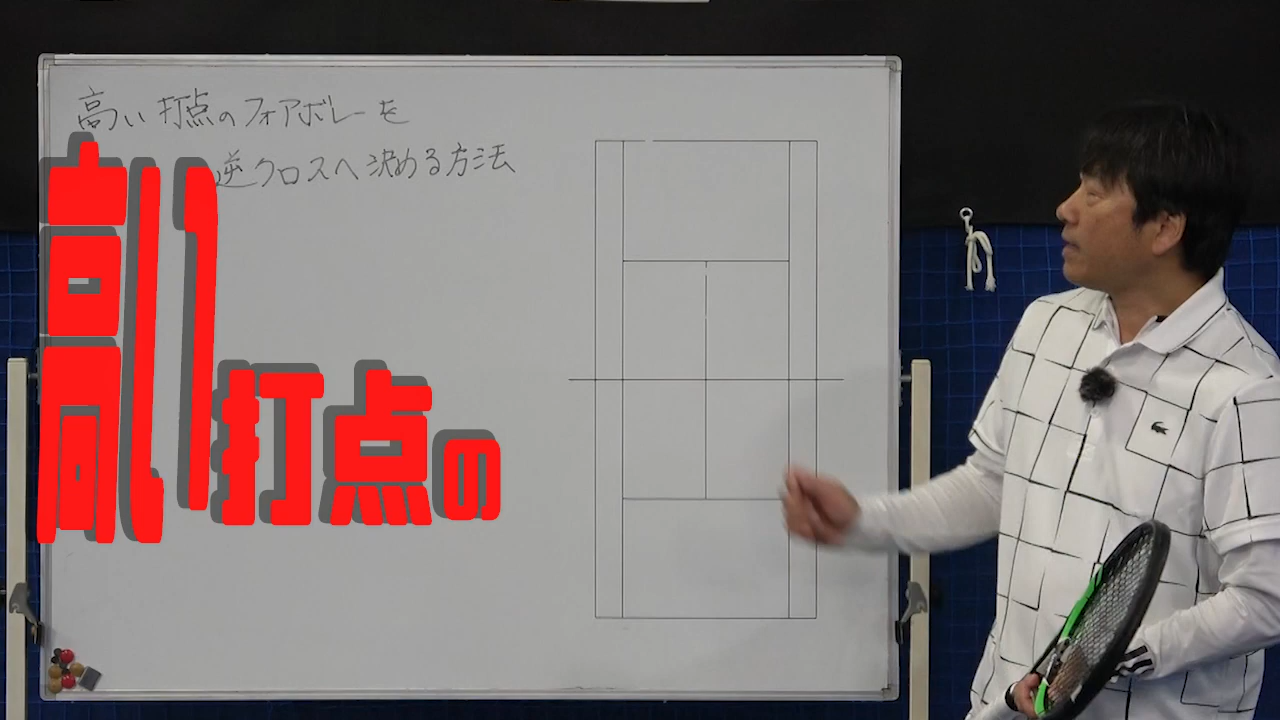 高い打点のフォアボレーを
逆クロスへ決める方法
高い打点の